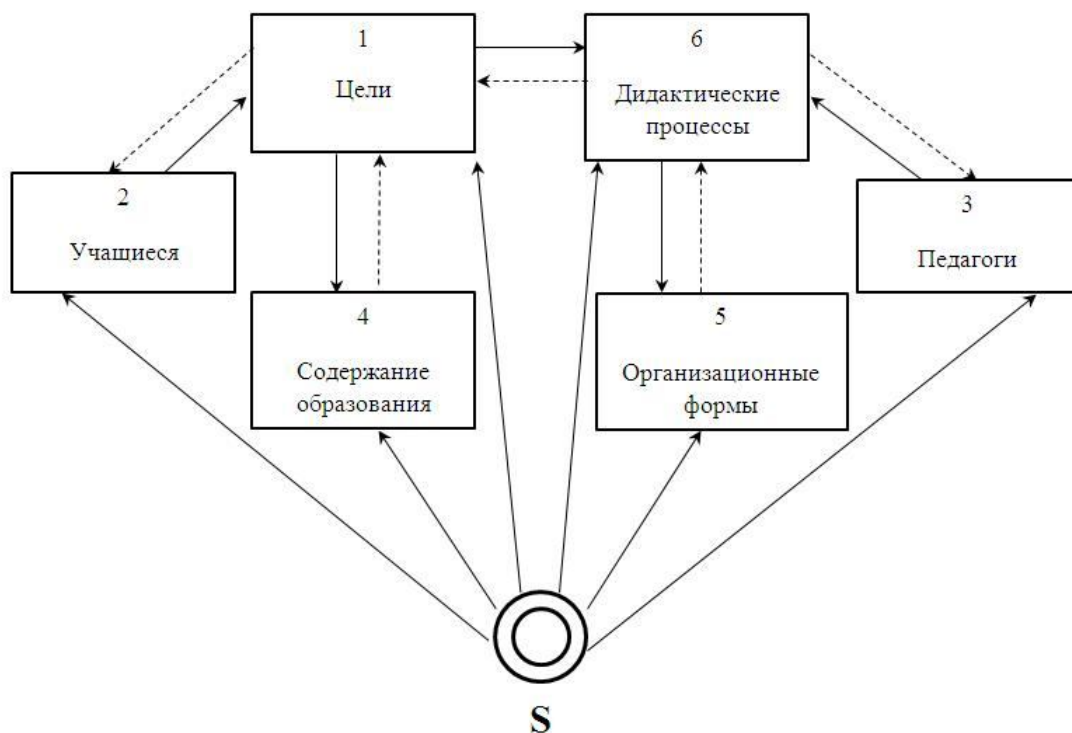 1
Цели
6
Дидактические
процессы
2
Учащиеся
3
Педагоги
4
Содержание
образования
5
Организационные
формы
S